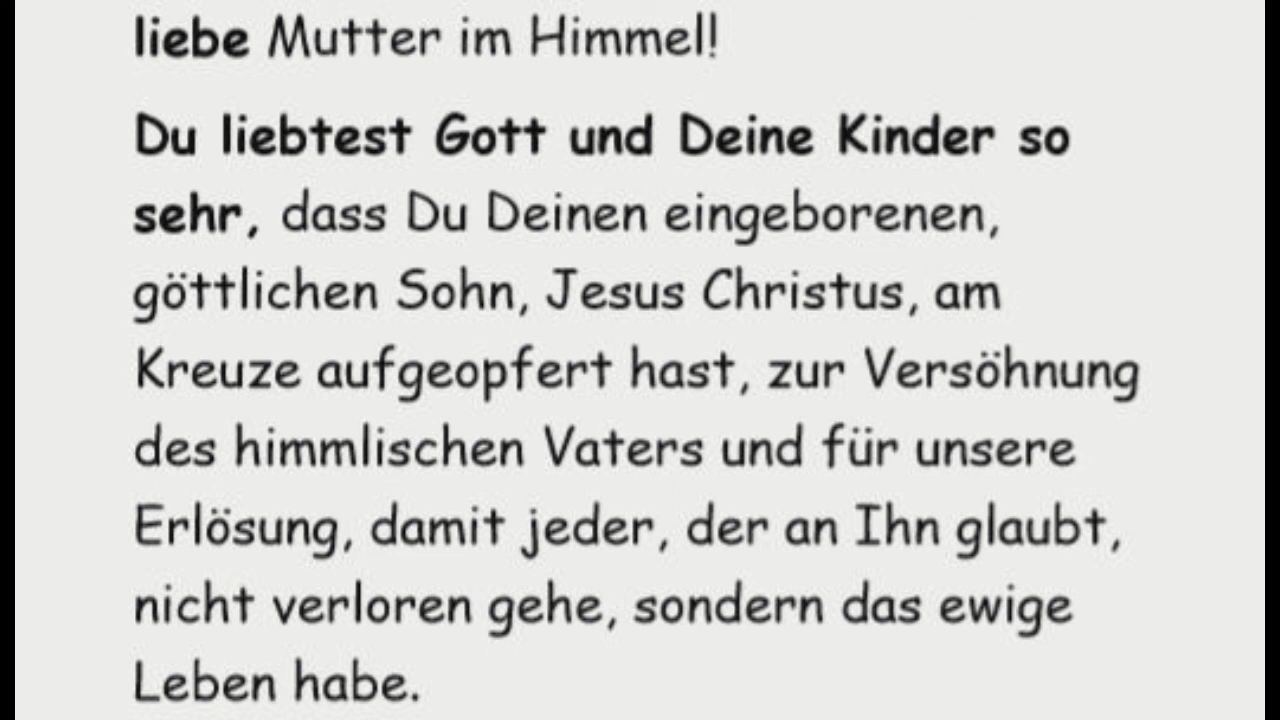 liebe Mutter im Himmel!
Du liebtest Gott und Deine Kinder so
sehr, dass Du Deinen eingeborenen,
göttlichen Sohn, Jesus Christus, am
Kreuze aufgeopfert hast, zur Versöhnung
des himmlischen Vaters und für unsere
Erlösung, damit jeder, der an Ihn glaubt,
nicht verloren gehe, sondern das ewige
Leben habe.